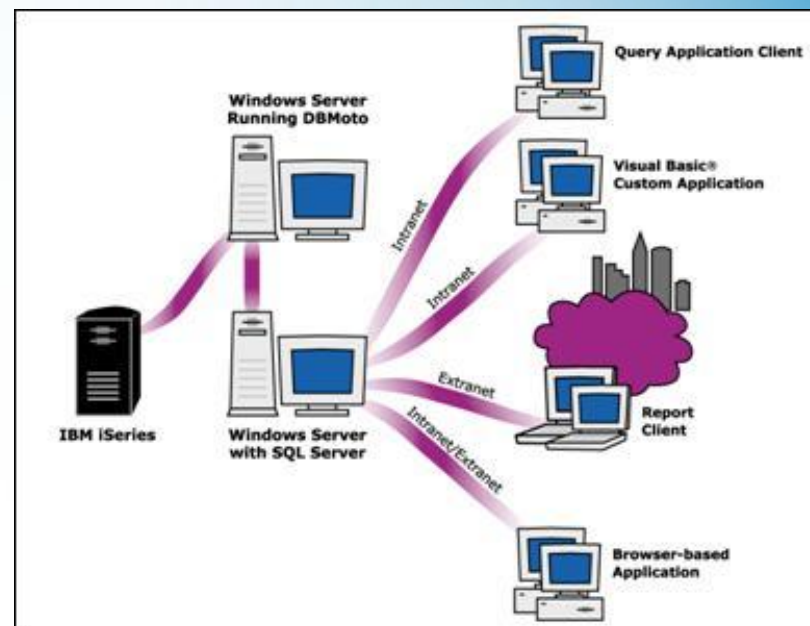 Query Application Client
Windows Server
Running DBMoto
Visual Basic®
Custom Application
Intranet
Intranet
Extranet
Intranet/Extranet
IBM iSeries
Windows Server
with SQL Server
Report
Client
Browser-based
Application